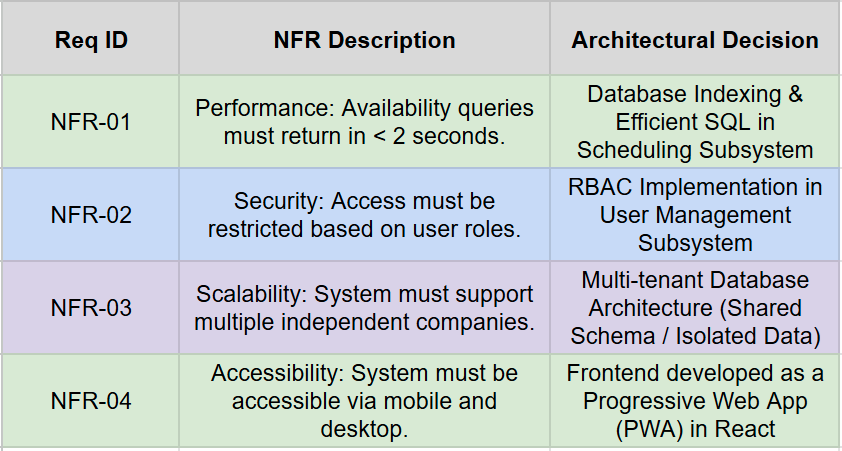 Req ID
NFR Description
Architectural Decision
NFR-01
Performance: Availability queries
must return in < 2 seconds.
Database Indexing &
Efficient SQL in
Scheduling Subsystem
NFR-02
Security: Access must be
restricted based on user roles.
RBAC Implementation in
User Management
Subsystem
NFR-03
Scalability: System must support
multiple independent companies.
Multi-tenant Database
Architecture (Shared
Schema / Isolated Data)
NFR-04
Accessibility: System must be
accessible via mobile and
desktop.
Frontend developed as a
Progressive Web App
(PWA) in React